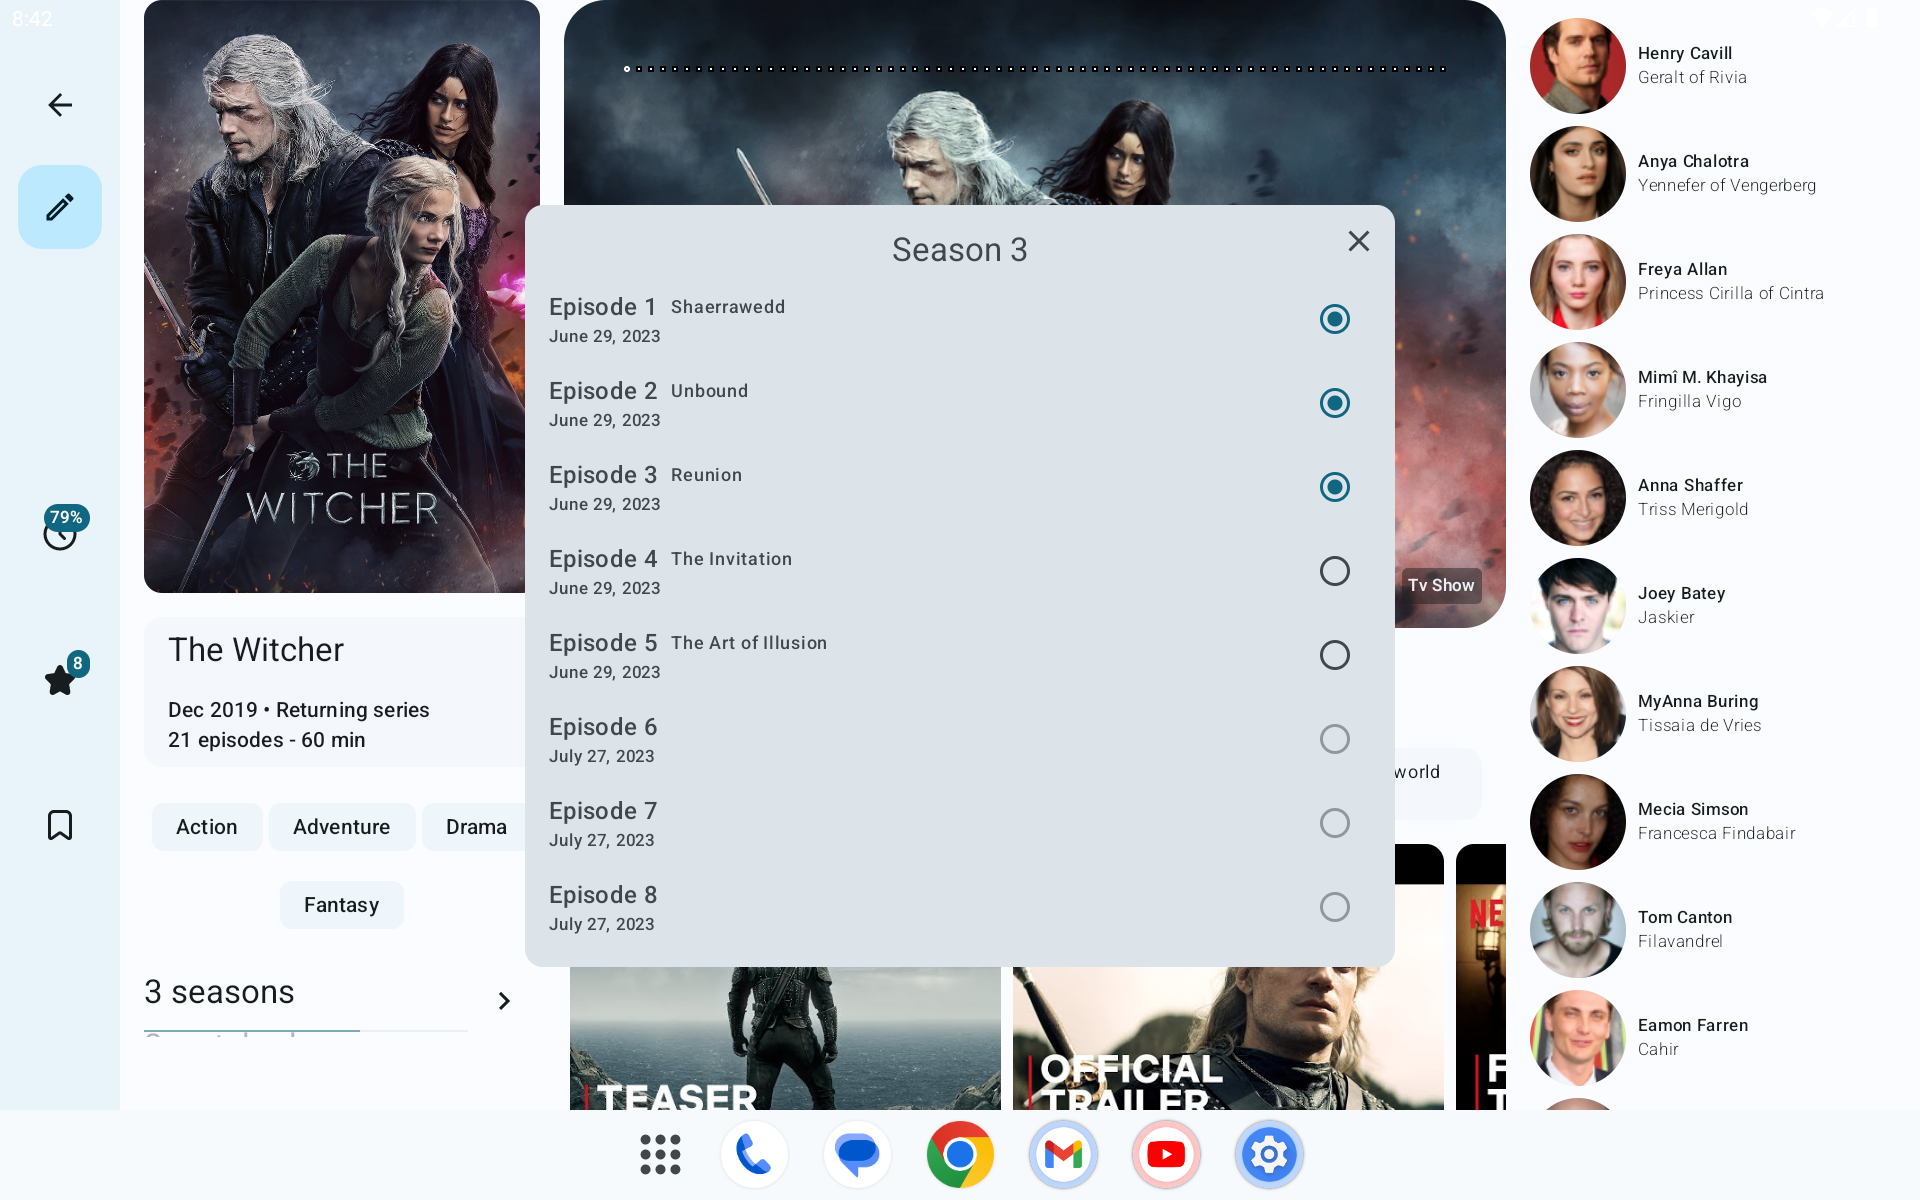 8:42
79%
8
THE
WITCHER
The Witcher
Dec 2019 • Returning series
21 episodes - 60 min
Action
Adventure
Drama
Fantasy
3 seasons
Season 3
Episode 1 Shaerrawedd
June 29, 2023
Episode 2 Unbound
June 29, 2023
Episode 3 Reunion
June 29, 2023
Episode 4 The Invitation
June 29, 2023
Episode 5 The Art of Illusion
June 29, 2023
Episode 6
July 27, 2023
Episode 7
July 27, 2023
Episode 8
July 27, 2023
Tv Show
world
TEASER
OFFICIAL
TRAILER
NE
F
T
Henry Cavill
Geralt of Rivia
Anya Chalotra
Yennefer of Vengerberg
Freya Allan
Princess Cirilla of Cintra
Mimî M. Khayisa
Fringilla Vigo
Anna Shaffer
Triss Merigold
Joey Batey
Jaskier
MyAnna Buring
Tissaia de Vries
Mecia Simson
Francesca Findabair
Tom Canton
Filavandrel
Eamon Farren
Cahir